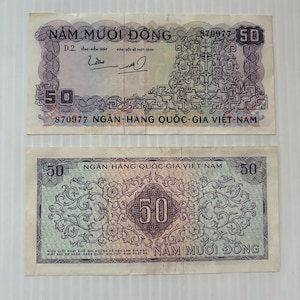 NĂM MƯƠI ĐỒNG
D.2 570977 50
50
870977 NGÂN-HÀNG QUỐC-GIA VIỆT-NAM
NGÂN-HÀNG QUỐC-GIA VIỆT-NAM
50 50
50
NĂM MƯƠI ĐỒNG